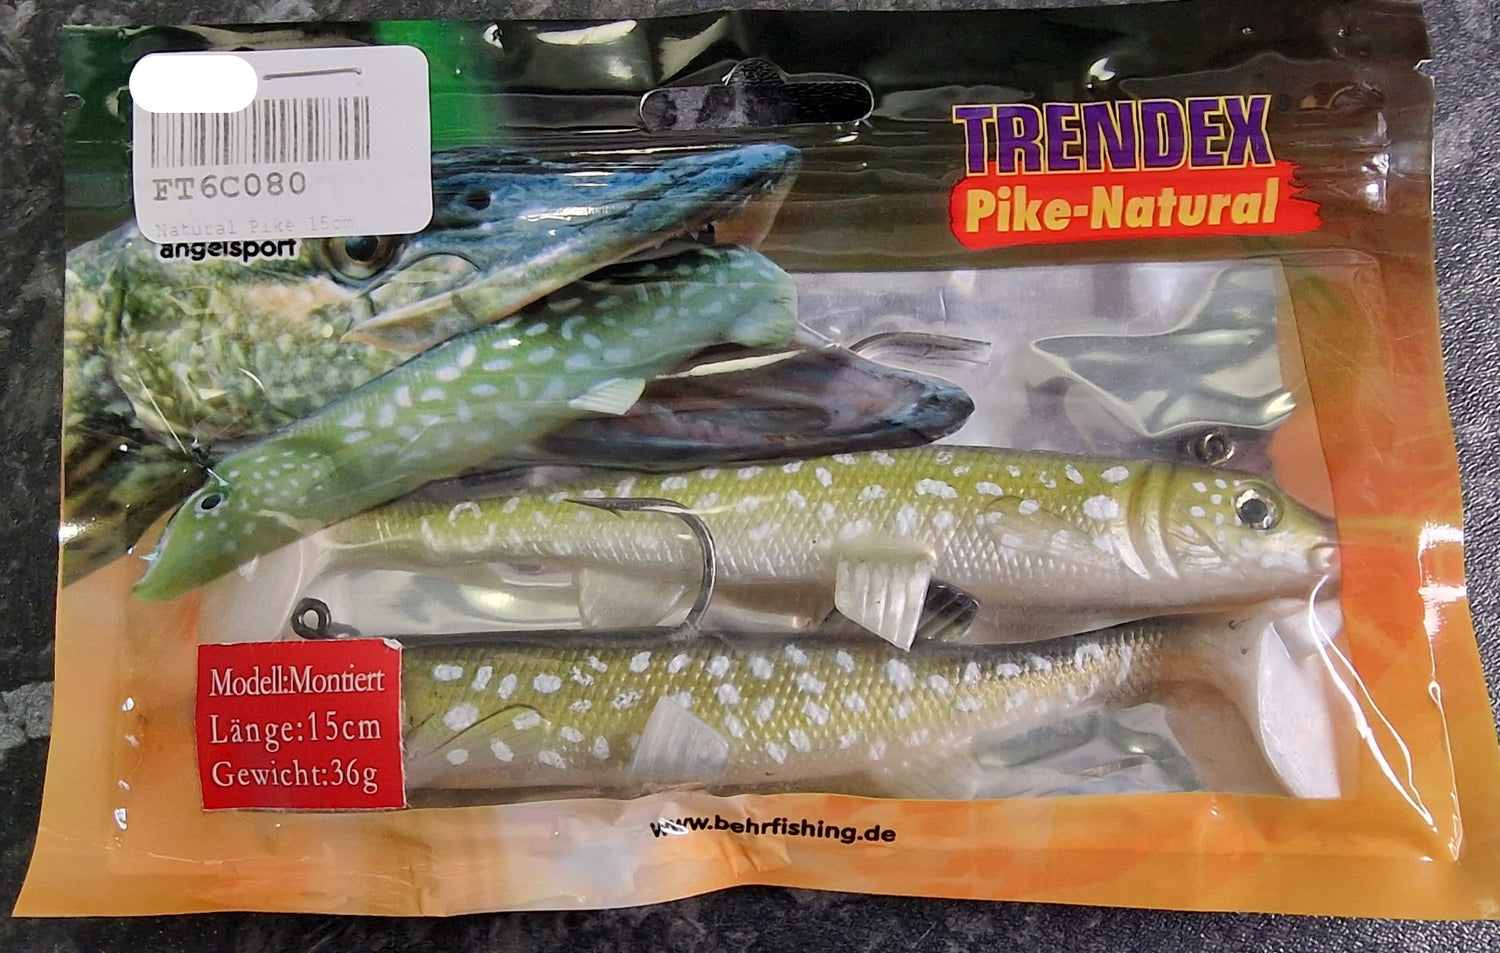 FT6C080
Natural Pike 15cm
angelsport
TRENDEX
Pike-Natural
Modell:Montiert
Länge:15cm
Gewicht:36g
www.behrfishing.de